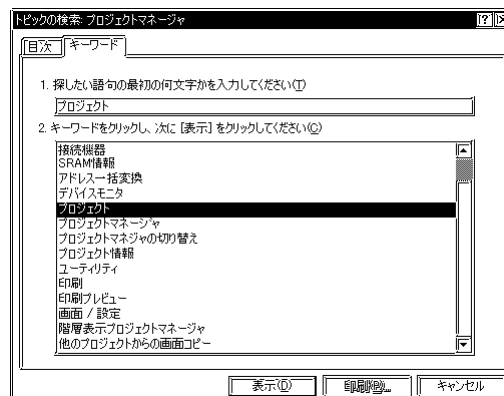 トピックの検索: プロジェクトマネージャ
目次
キーワード
1. 探したい語句の最初の何文字かを入力してください(T)
プロジェクト
2. キーワードをクリックし、次に [表示] をクリックしてください(C)
接続機器
SRAM情報
アドレス一括変換
デバイスモニタ
プロジェクト
プロジェクトマネージャ
プロジェクトマネジャの切り替え
プロジェクト情報
ユーティリティ
印刷
印刷プレビュー
画面 / 設定
階層表示プロジェクトマネージャ
他のプロジェクトからの画面コピー
表示(D)
印刷(P)...
キャンセル